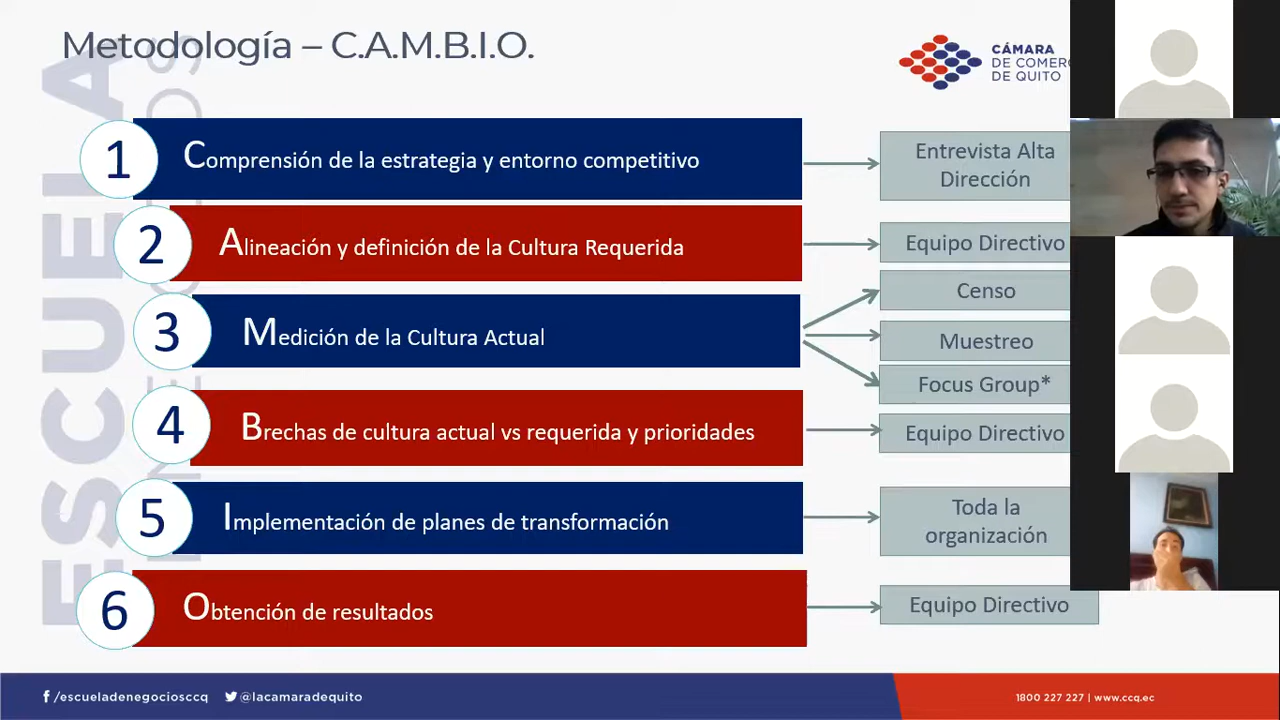 Metodología – C.A.M.B.I.O.
CÁMARA
DE COMER
DE QUITO
ESCUELA
1
Comprensión de la estrategia y entorno competitivo
Entrevista Alta
Dirección
2
Alineación y definición de la Cultura Requerida
Equipo Directivo
3
Medición de la Cultura Actual
Censo
Muestreo
Focus Group*
4
Brechas de cultura actual vs requerida y prioridades
Equipo Directivo
5
Implementación de planes de transformación
Toda la
organización
6
Obtención de resultados
Equipo Directivo
f /escueladenegociosccq
@lacamaradequito
1800 227 227 | www.ccq.ec